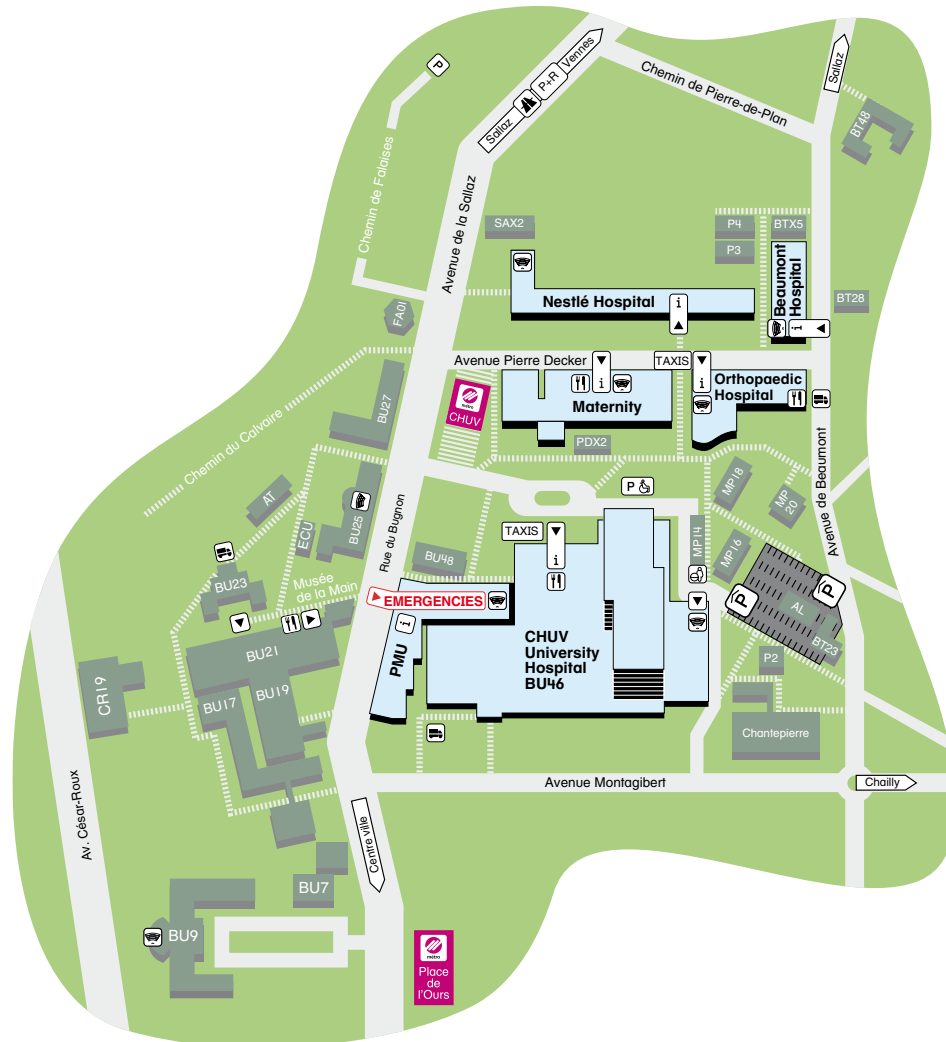 P
Sallaz
P+R Vennes
Chemin de Pierre-de-Plan
Sallaz
BT48
Chemin de Falaises
Avenue de la Sallaz
SAX2
P4
BTX5
P3
Nestlé Hospital
i
Beaumont
Hospital
i
BT28
FA01
Avenue Pierre Decker
TAXIS
i
i
Orthopaedic
Hospital
Maternity
métro
CHUV
BU27
PDX2
Chemin du Calvaire
AT
ECU
BU25
Rue du Bugnon
P
MP18
MP
20
Avenue de Beaumont
TAXIS
i
BU48
MP14
MP16
BU23
Musée
de la Main
EMERGENCIES
i
PMU
P
P
AL
BT23
BU21
CHUV
University
Hospital
BU46
P2
CR19
BU17
BU19
Chantepierre
Avenue Montagibert
Chailly
Av. César-Roux
Centre ville
BU7
BU9
métro
Place
de
l'Ours